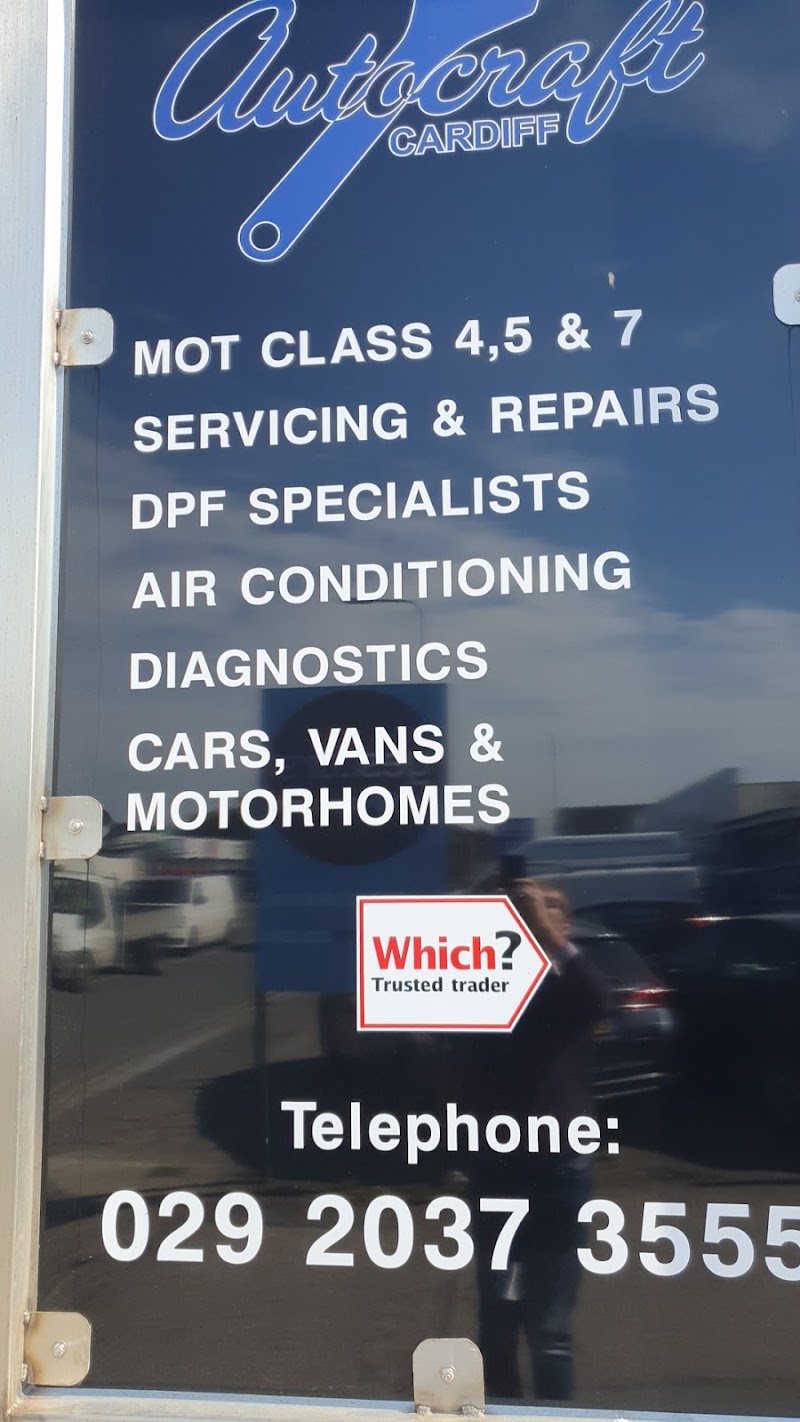 Autocraft
CARDIFF
MOT CLASS 4,5 & 7
SERVICING & REPAIRS
DPF SPECIALISTS
AIR CONDITIONING
DIAGNOSTICS
CARS, VANS &
MOTORHOMES
Which?
Trusted trader
Telephone:
029 2037 3555